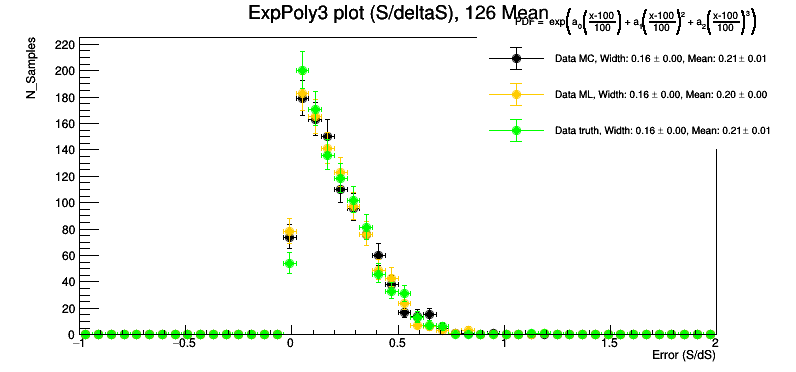 ExpPoly3 plot (S/deltaS), 126 Mean
PDF = exp(a0(x-100/100) + a1(x-100/100)^2 + a2(x-100/100)^3)
Data MC, Width: 0.16 ± 0.00, Mean: 0.21 ± 0.01
Data ML, Width: 0.16 ± 0.00, Mean: 0.20 ± 0.00
Data truth, Width: 0.16 ± 0.00, Mean: 0.21 ± 0.01
N_Samples
220
200
180
160
140
120
100
80
60
40
20
0
−1 −0.5 0 0.5 1 1.5 2
Error (S/dS)